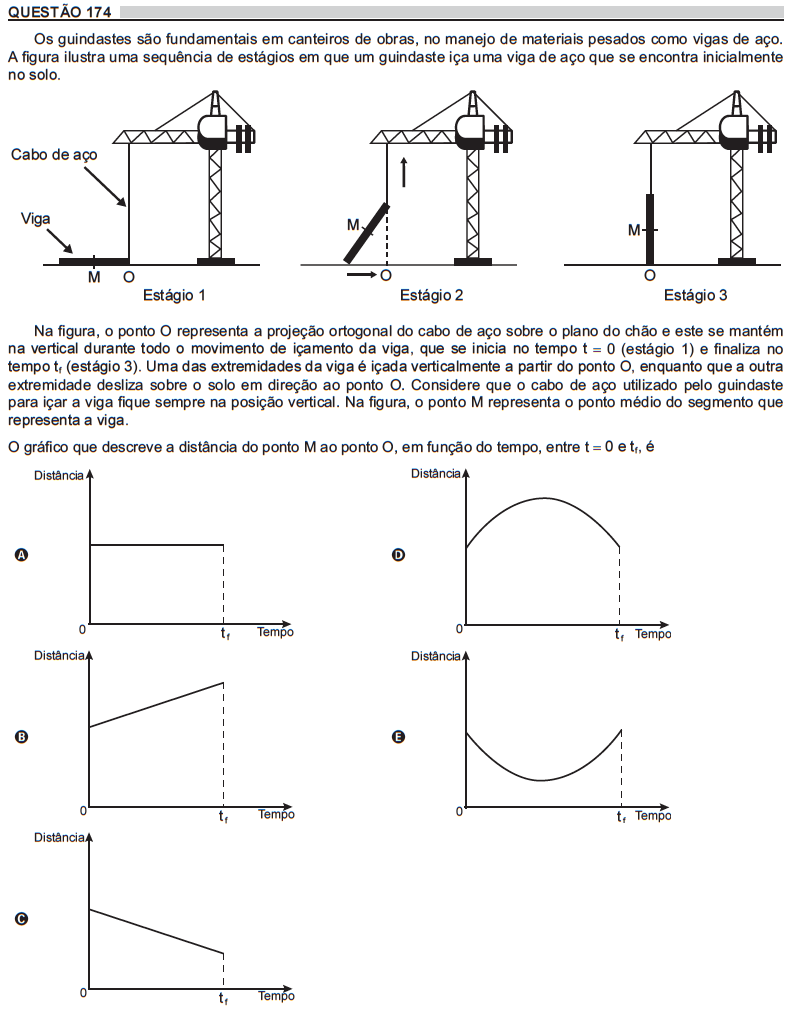 QUESTÃO 174
Os guindastes são fundamentais em canteiros de obras, no manejo de materiais pesados como vigas de aço.
A figura ilustra uma sequência de estágios em que um guindaste iça uma viga de aço que se encontra inicialmente
no solo.
Cabo de aço
Viga
M O
Estágio 1
M
O
Estágio 2
M
O
Estágio 3
Na figura, o ponto O representa a projeção ortogonal do cabo de aço sobre o plano do chão e este se mantém
na vertical durante todo o movimento de içamento da viga, que se inicia no tempo t = 0 (estágio 1) e finaliza no
tempo tf (estágio 3). Uma das extremidades da viga é içada verticalmente a partir do ponto O, enquanto que a outra
extremidade desliza sobre o solo em direção ao ponto O. Considere que o cabo de aço utilizado pelo guindaste
para içar a viga fique sempre na posição vertical. Na figura, o ponto M representa o ponto médio do segmento que
representa a viga.
O gráfico que descreve a distância do ponto M ao ponto O, em função do tempo, entre t = 0 e tf, é
Distância
A
0 tf Tempo
Distância
B
0 tf Tempo
Distância
C
0 tf Tempo
Distância
D
0 tf Tempo
Distância
E
0 tf Tempo